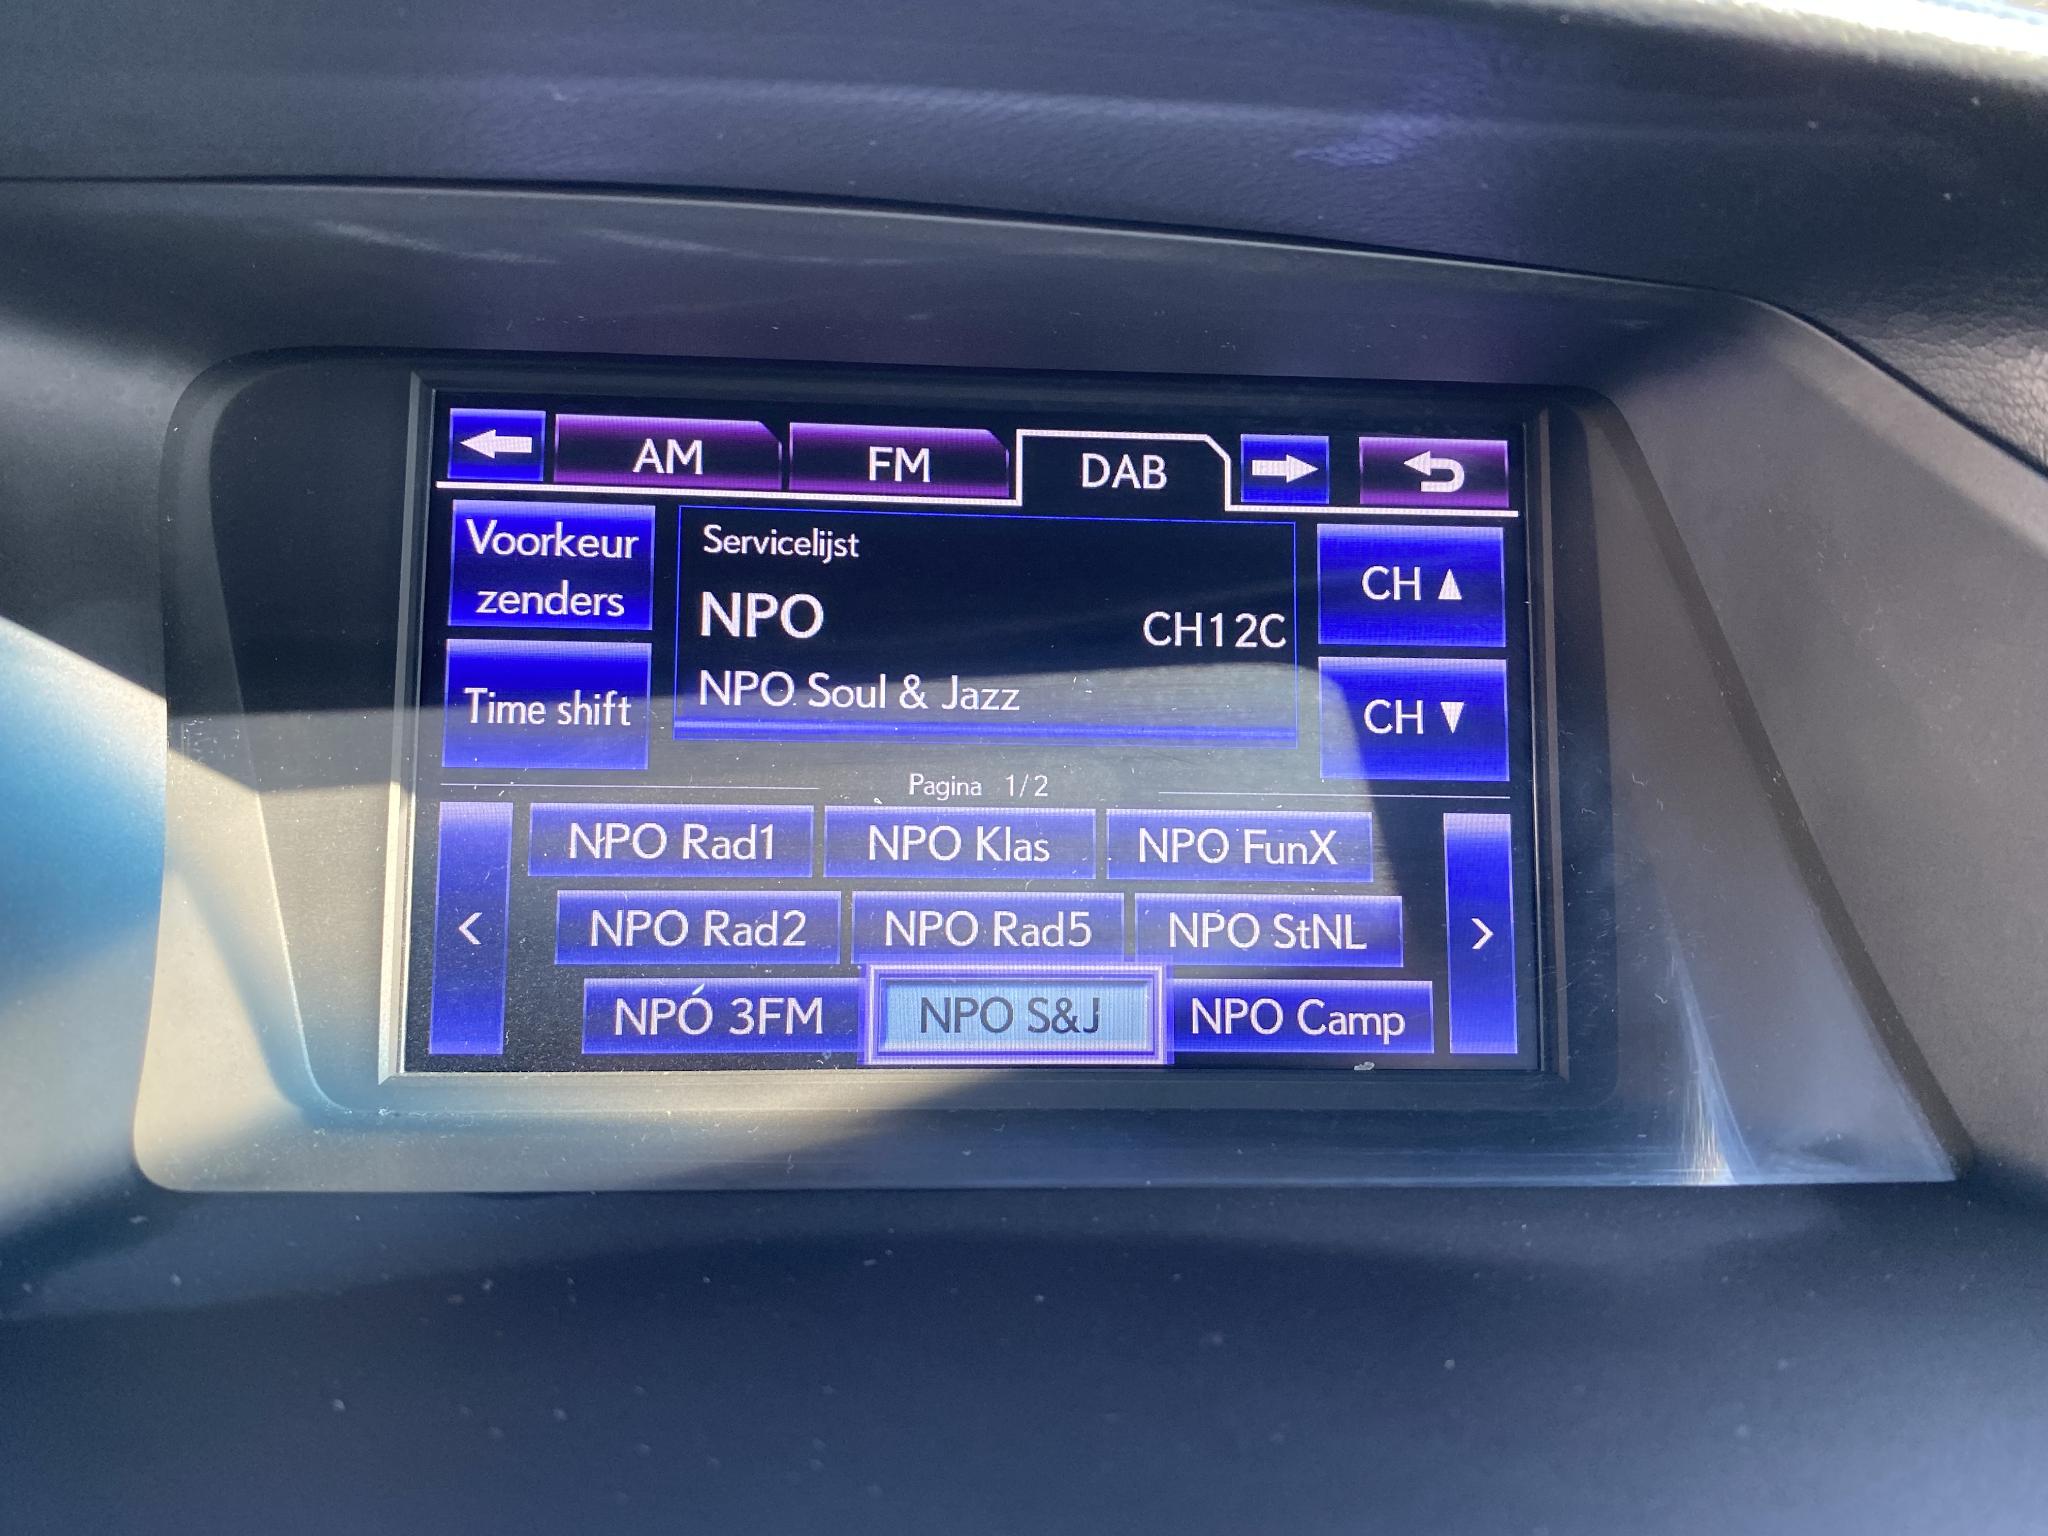 AM FM DAB
Voorkeur
zenders
Servicelijst
NPO
CH12C
NPO Soul & Jazz
CH ▲
Time shift
CH ▼
Pagina 1/2
NPO Rad1 NPO Klas NPO FunX
< NPO Rad2 NPO Rad5 NPO StNL >
NPO 3FM NPO S&J NPO Camp